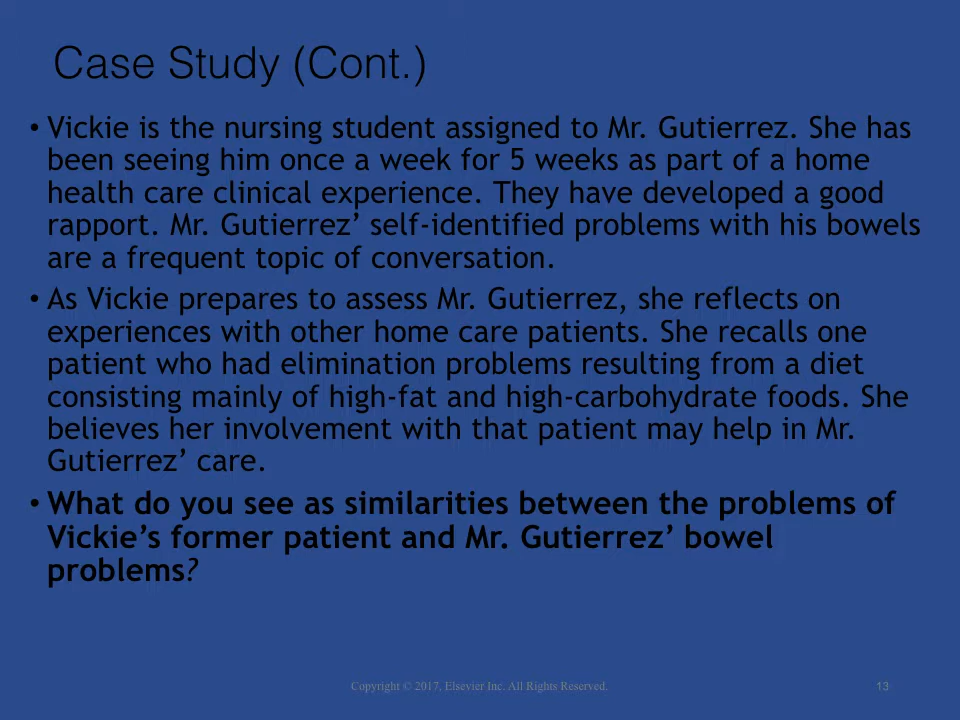 Case Study (Cont.)
• Vickie is the nursing student assigned to Mr. Gutierrez. She has
been seeing him once a week for 5 weeks as part of a home
health care clinical experience. They have developed a good
rapport. Mr. Gutierrez’ self-identified problems with his bowels
are a frequent topic of conversation.
• As Vickie prepares to assess Mr. Gutierrez, she reflects on
experiences with other home care patients. She recalls one
patient who had elimination problems resulting from a diet
consisting mainly of high-fat and high-carbohydrate foods. She
believes her involvement with that patient may help in Mr.
Gutierrez’ care.
• What do you see as similarities between the problems of
Vickie’s former patient and Mr. Gutierrez’ bowel
problems?
Copyright © 2017, Elsevier Inc. All Rights Reserved.
13